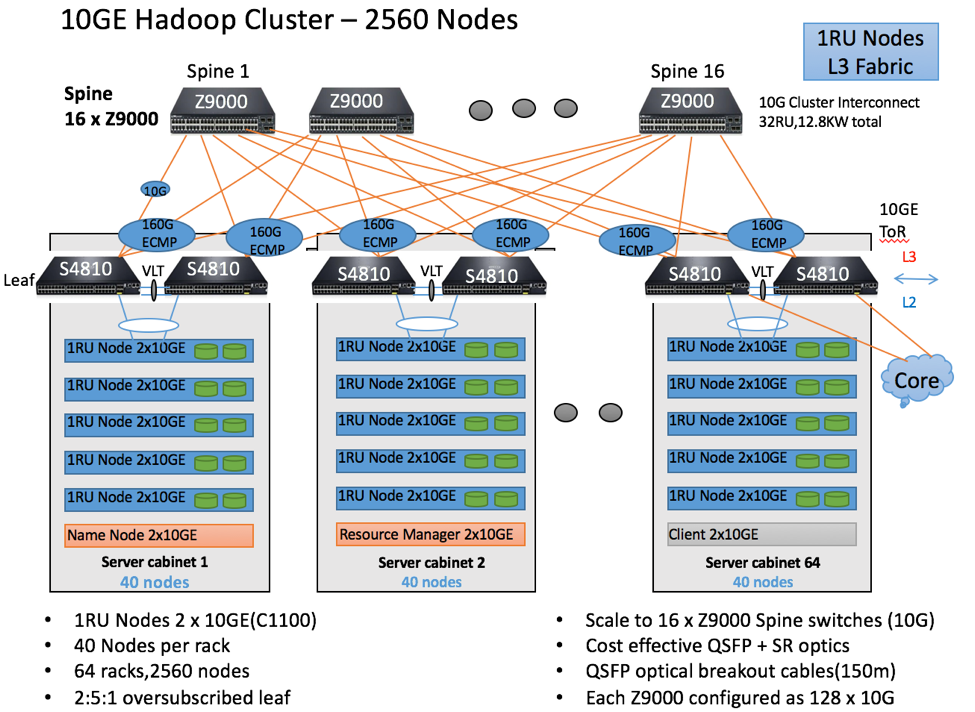 10GE Hadoop Cluster – 2560 Nodes
1RU Nodes
L3 Fabric
Spine 1
Spine 16
Spine
16 x Z9000
Z9000
Z9000
Z9000
10G Cluster Interconnect
32RU,12.8KW total
10G
160G
ECMP
160G
ECMP
160G
ECMP
160G
ECMP
160G
ECMP
160G
ECMP
10GE
ToR
L3
L2
Leaf
S4810
VLT
S4810
S4810
S4810
S4810
VLT
S4810
Core
1RU Node 2x10GE
1RU Node 2x10GE
1RU Node 2x10GE
1RU Node 2x10GE
1RU Node 2x10GE
Name Node 2x10GE
Server cabinet 1
40 nodes
1RU Node 2x10GE
1RU Node 2x10GE
1RU Node 2x10GE
1RU Node 2x10GE
1RU Node 2x10GE
Resource Manager 2x10GE
Server cabinet 2
40 nodes
1RU Node 2x10GE
1RU Node 2x10GE
1RU Node 2x10GE
1RU Node 2x10GE
1RU Node 2x10GE
Client 2x10GE
Server cabinet 64
40 nodes
• 1RU Nodes 2 x 10GE(C1100)
• 40 Nodes per rack
• 64 racks,2560 nodes
• 2:5:1 oversubscribed leaf
• Scale to 16 x Z9000 Spine switches (10G)
• Cost effective QSFP + SR optics
• QSFP optical breakout cables(150m)
• Each Z9000 configured as 128 x 10G